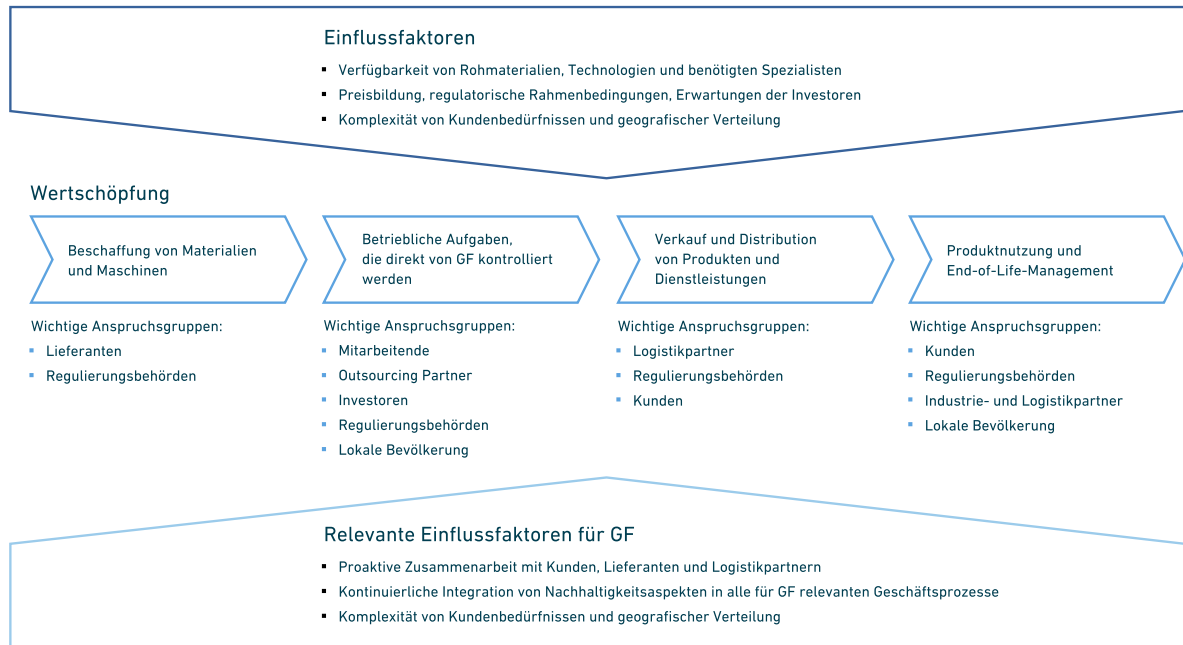 Einflussfaktoren
Verfügbarkeit von Rohmaterialien, Technologien und benötigten Spezialisten
Preisbildung, regulatorische Rahmenbedingungen, Erwartungen der Investoren
Komplexität von Kundenbedürfnissen und geografischer Verteilung
Wertschöpfung
Beschaffung von Materialien
und Maschinen
Wichtige Anspruchsgruppen:
Lieferanten
Regulierungsbehörden
Betriebliche Aufgaben,
die direkt von GF kontrolliert
werden
Wichtige Anspruchsgruppen:
Mitarbeitende
Outsourcing Partner
Investoren
Regulierungsbehörden
Lokale Bevölkerung
Verkauf und Distribution
von Produkten und
Dienstleistungen
Wichtige Anspruchsgruppen:
Logistikpartner
Regulierungsbehörden
Kunden
Produktnutzung und
End-of-Life-Management
Wichtige Anspruchsgruppen:
Kunden
Regulierungsbehörden
Industrie- und Logistikpartner
Lokale Bevölkerung
Relevante Einflussfaktoren für GF
Proaktive Zusammenarbeit mit Kunden, Lieferanten und Logistikpartnern
Kontinuierliche Integration von Nachhaltigkeitsaspekten in alle für GF relevanten Geschäftsprozesse
Komplexität von Kundenbedürfnissen und geografischer Verteilung